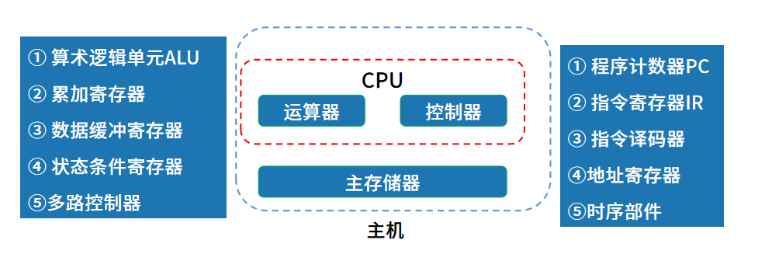 ① 算术逻辑单元ALU
② 累加寄存器
③ 数据缓冲寄存器
④ 状态条件寄存器
⑤多路控制器
CPU
运算器
控制器
主存储器
主机
① 程序计数器PC
② 指令寄存器IR
③ 指令译码器
④地址寄存器
⑤时序部件